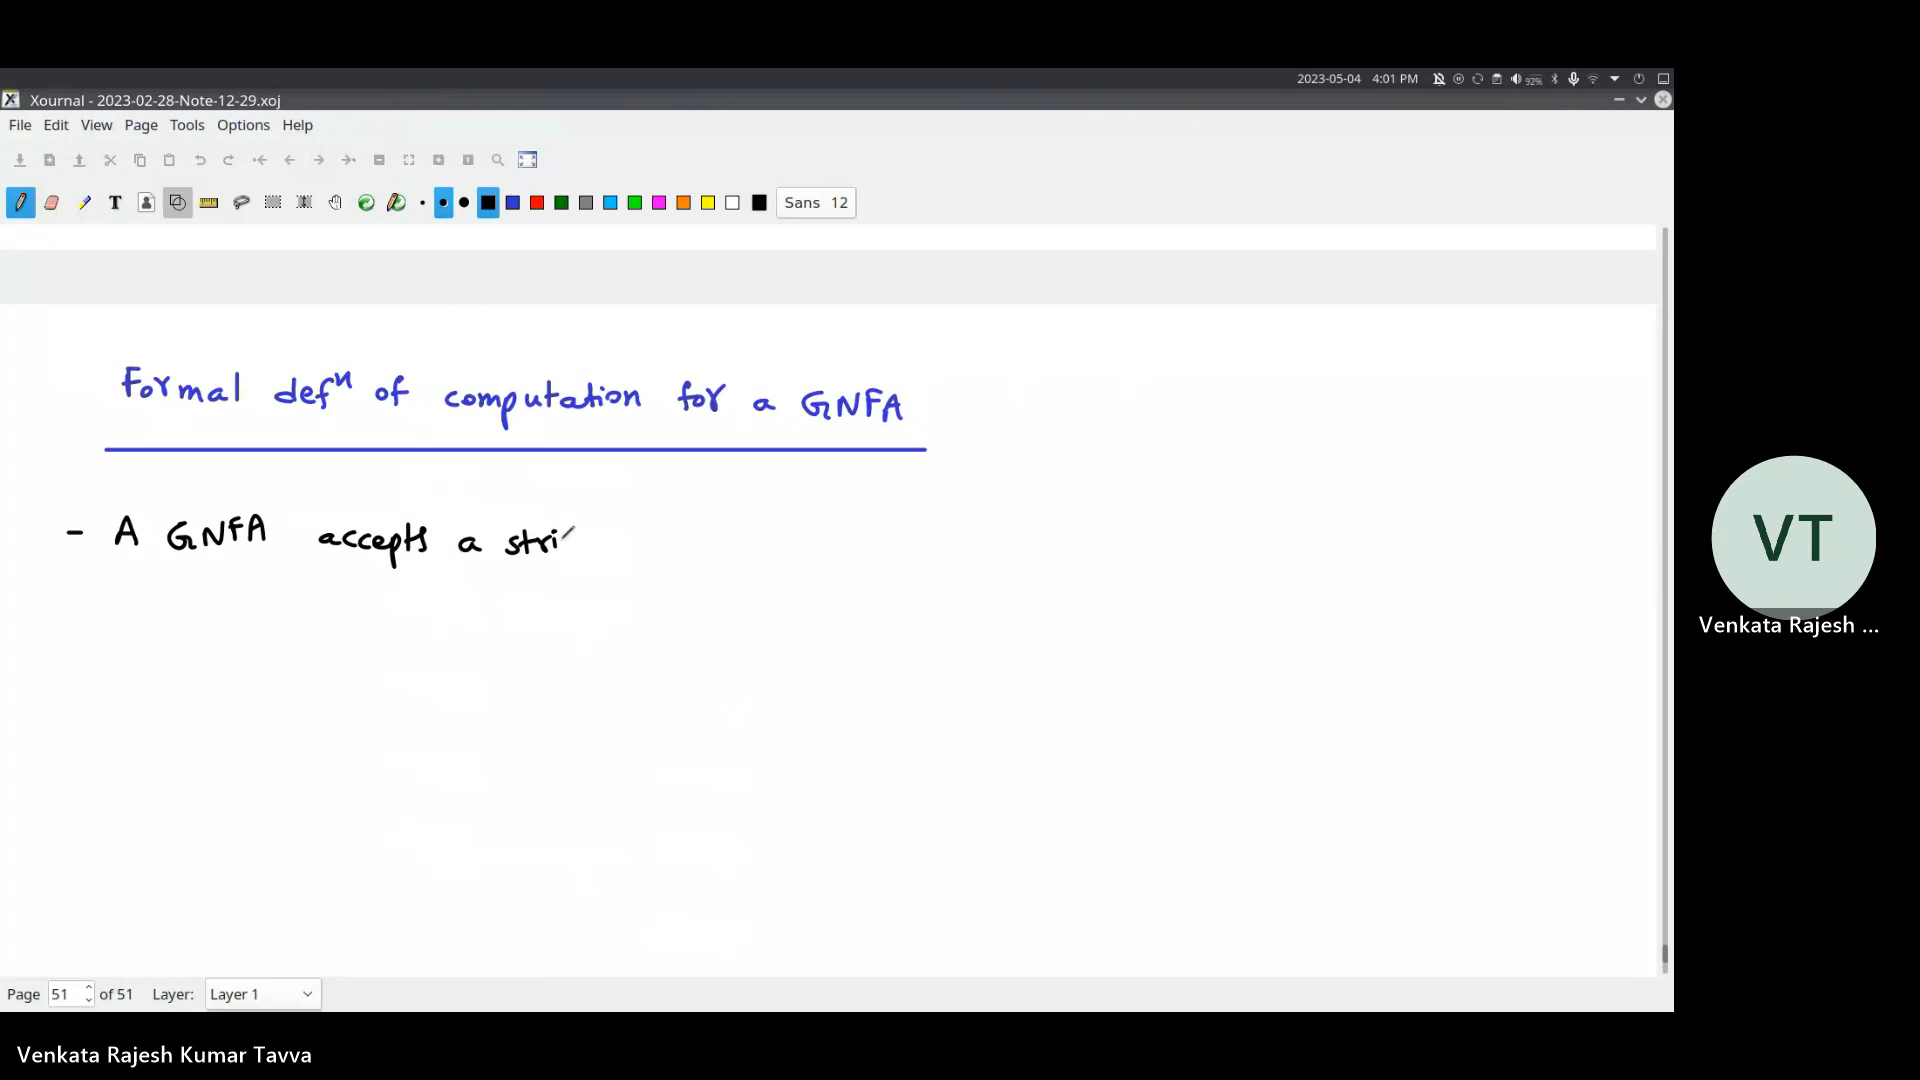 2023-05-04 4:01 PM 92%
Xournal - 2023-02-28-Note-12-29.xoj
File Edit View Page Tools Options Help
T Sans 12
Formal defⁿ of computation for a GNFA
- A GNFA accepts a stri
VT
Venkata Rajesh ...
Page 51 of 51 Layer: Layer 1
Venkata Rajesh Kumar Tavva